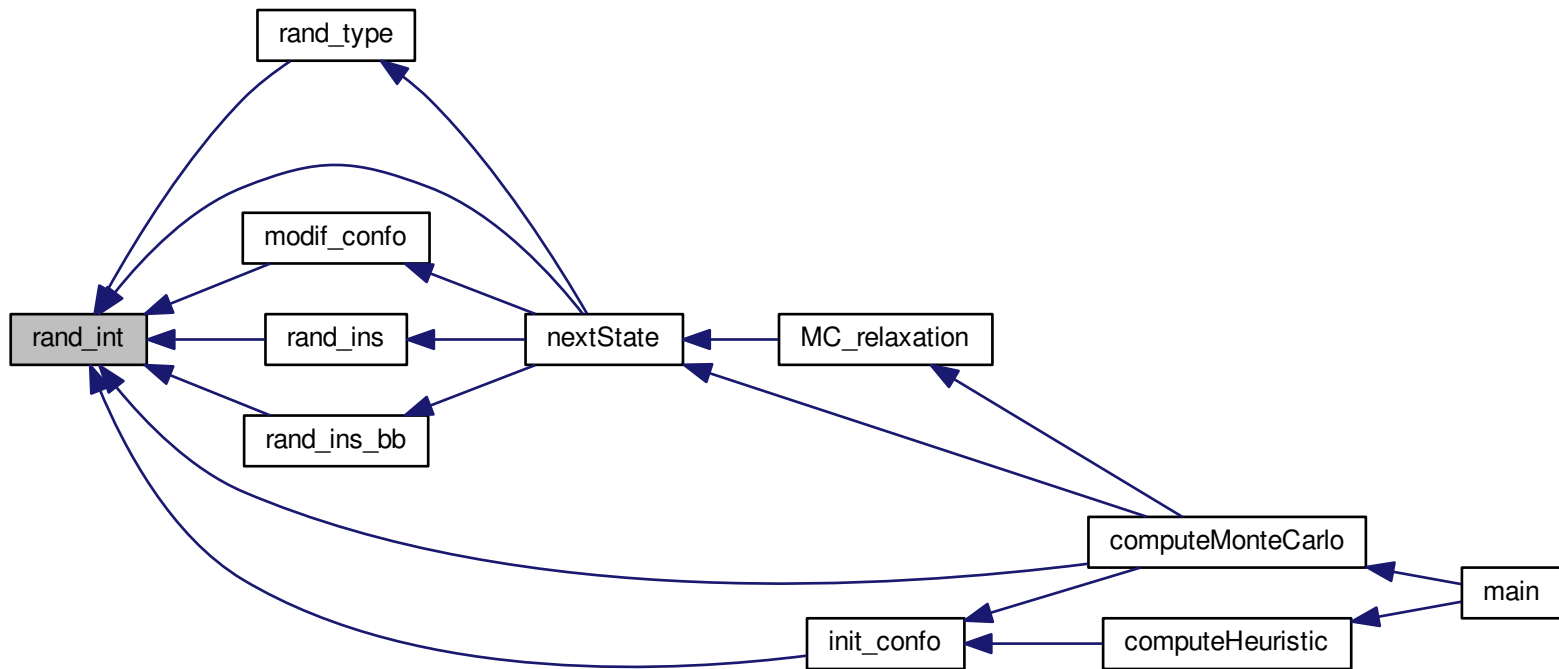 rand_type
modif_confo
rand_int
rand_ins
nextState
MC_relaxation
rand_ins_bb
computeMonteCarlo
main
init_confo
computeHeuristic